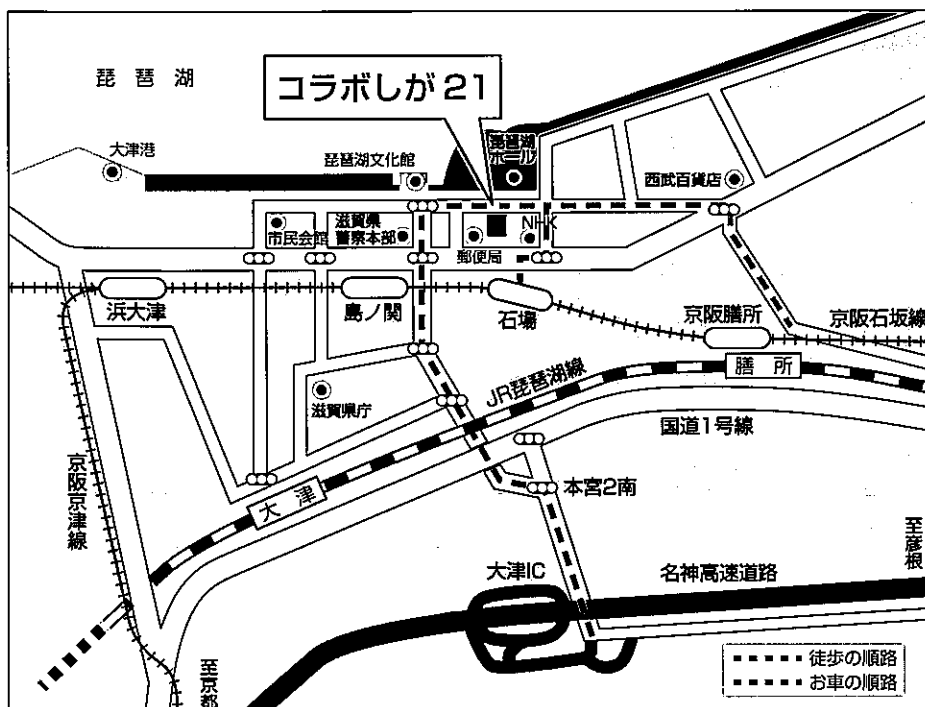 琵琶湖
コラボしが21
大津港
琵琶湖文化館
琵琶湖
ホール
西武百貨店
市民会館
滋賀県
警察本部
郵便局
NHK
浜大津
島ノ関
石場
京阪膳所
京阪石坂線
膳所
JR琵琶湖線
滋賀県庁
国道1号線
京阪京津線
大津
本宮2南
至彦根
大津IC
名神高速道路
至京都
徒歩の順路
お車の順路